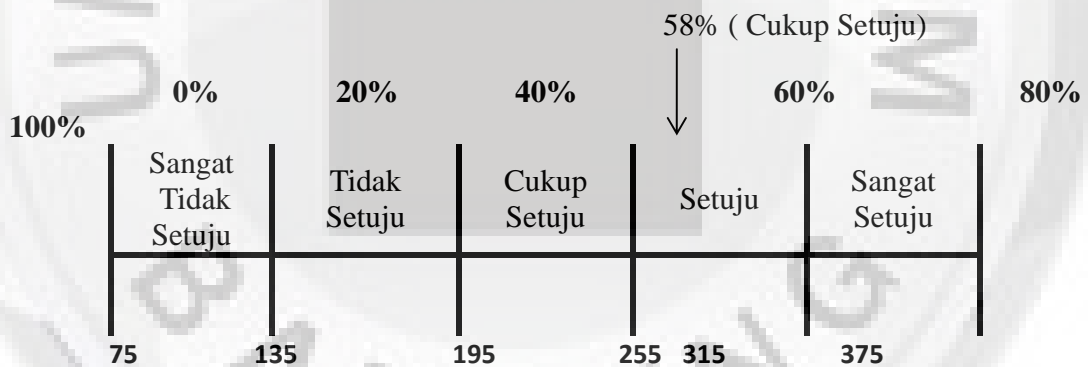 58% ( Cukup Setuju)
0% 20% 40% 60% 80%
100%
Sangat Tidak Setuju
Tidak Setuju
Cukup Setuju
Setuju
Sangat Setuju
75 135 195 255 315 375